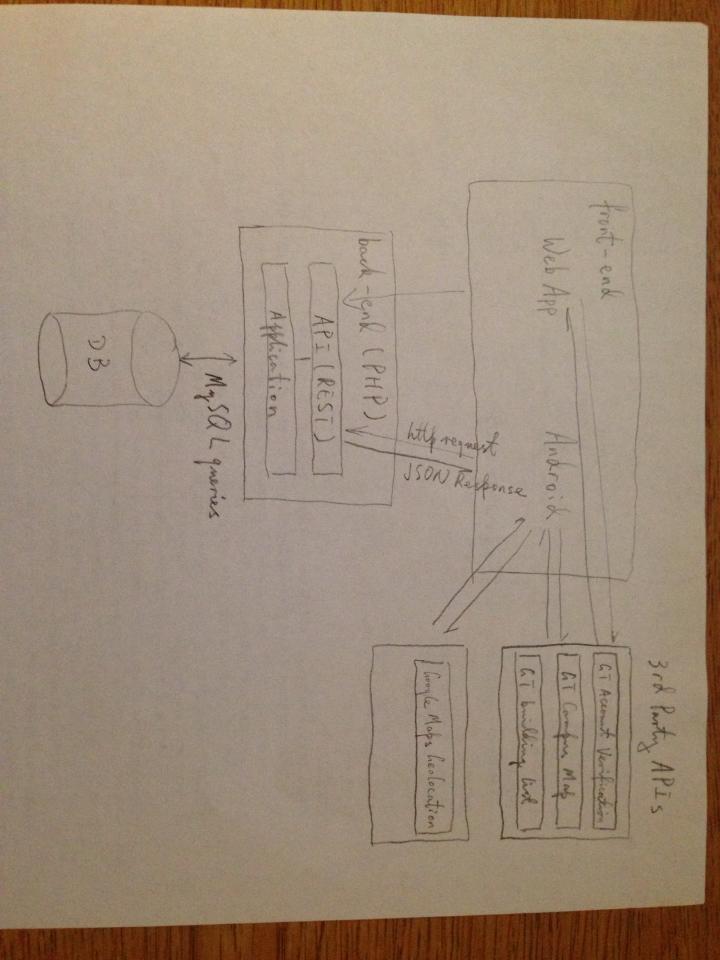 front-end
Web App
Android
3rd Party APIs
GT Account Verification
GT Campus Map
GT building List
Google Maps Geolocation
http request
JSON Response
back-end (PHP)
API (REST)
Application
MySQL queries
DB